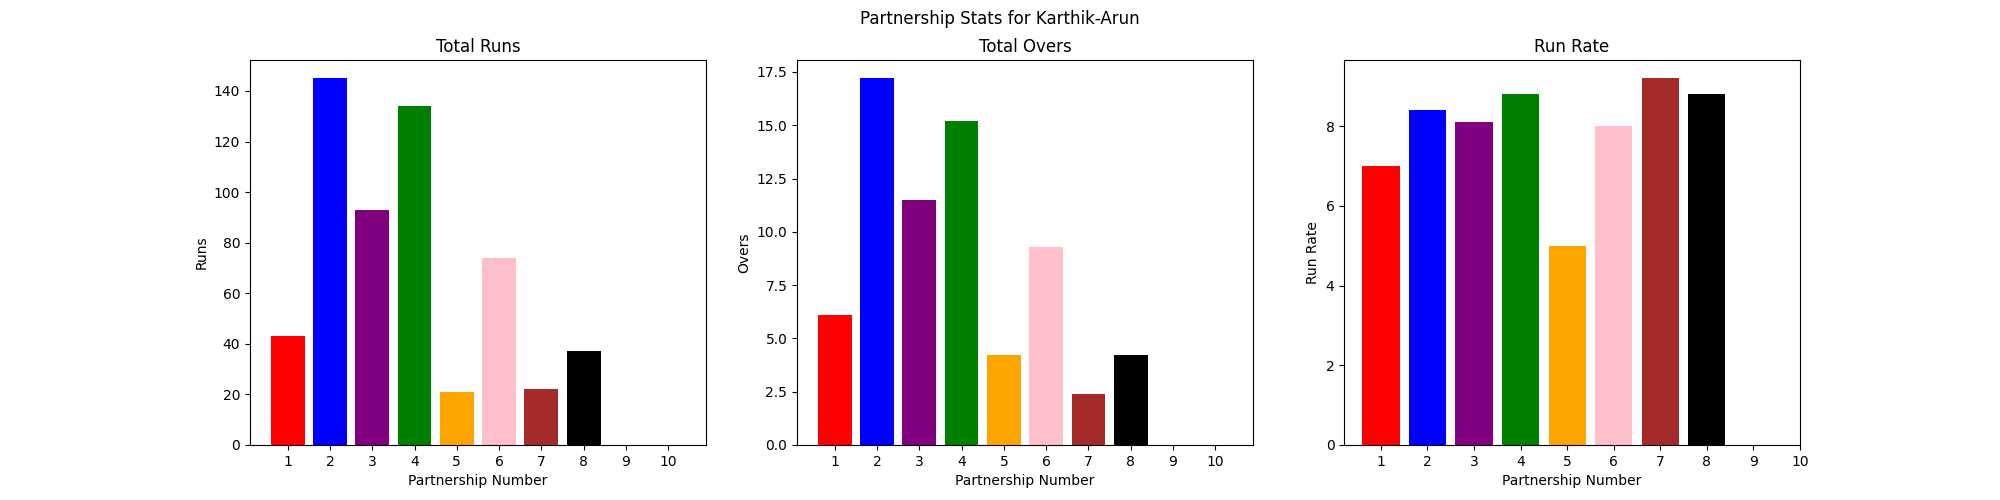 Partnership Stats for Karthik-Arun
Total Runs
Runs
140
120
100
80
60
40
20
0
1 2 3 4 5 6 7 8 9 10
Partnership Number
Total Overs
Overs
17.5
15.0
12.5
10.0
7.5
5.0
2.5
0.0
1 2 3 4 5 6 7 8 9 10
Partnership Number
Run Rate
Run Rate
8
6
4
2
0
1 2 3 4 5 6 7 8 9 10
Partnership Number